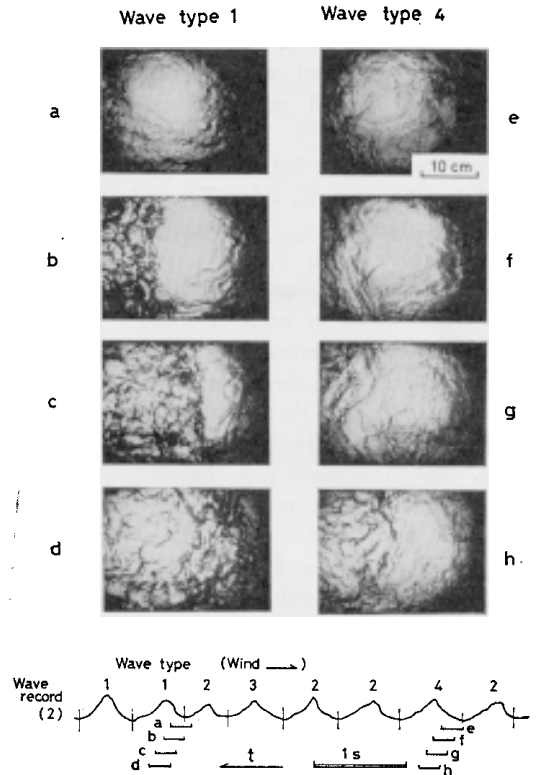 Wave type 1
Wave type 4
a
e
10 cm
b
f
c
g
d
h
Wave type (Wind ⟶)
Wave record (2)
1 1 2 3 2 2 4 2
a
b
c
d
e
f
g
h
t
1 s